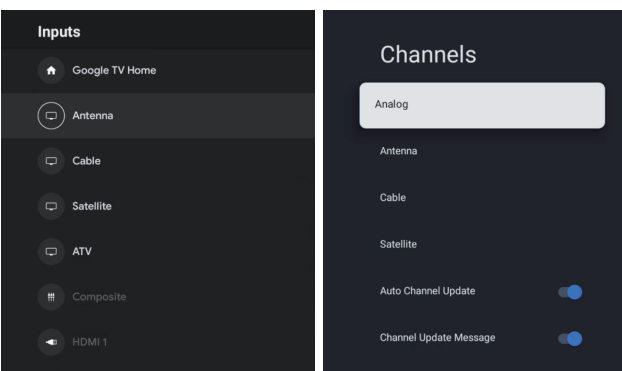 Inputs
Google TV Home
Antenna
Cable
Satellite
ATV
Composite
HDMI 1
Channels
Analog
Antenna
Cable
Satellite
Auto Channel Update
Channel Update Message